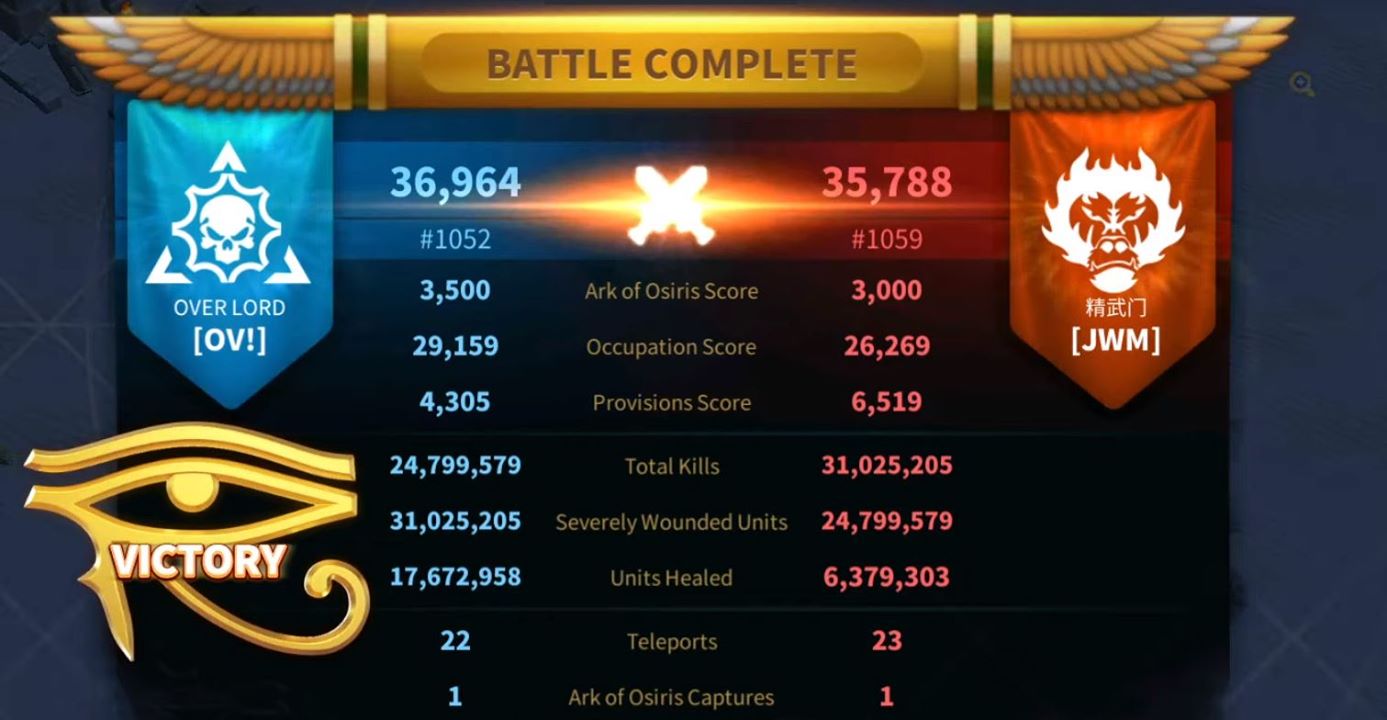 BATTLE COMPLETE
36,964 35,788
#1052 #1059
OVER LORD
[OV!]
精武门
[JWM]
3,500 Ark of Osiris Score 3,000
29,159 Occupation Score 26,269
4,305 Provisions Score 6,519
24,799,579 Total Kills 31,025,205
31,025,205 Severely Wounded Units 24,799,579
VICTORY
17,672,958 Units Healed 6,379,303
22 Teleports 23
1 Ark of Osiris Captures 1